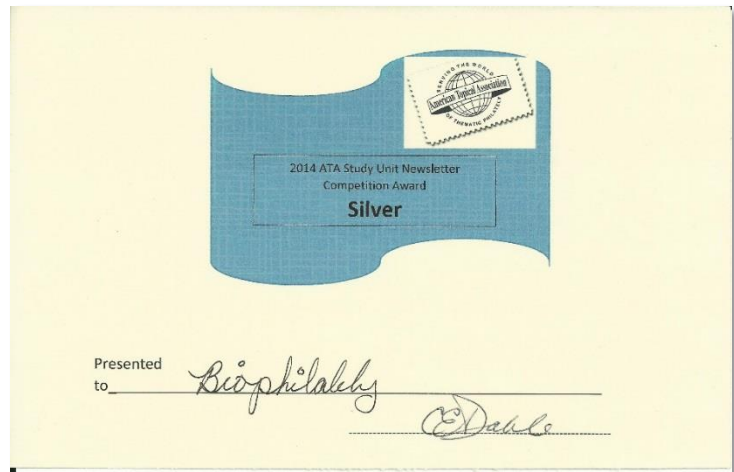 SERVING THE WORLD
American Topical Association
OF THEMATIC PHILATELY
2014 ATA Study Unit Newsletter
Competition Award
Silver
Presented
to Biophilately
CEDahle